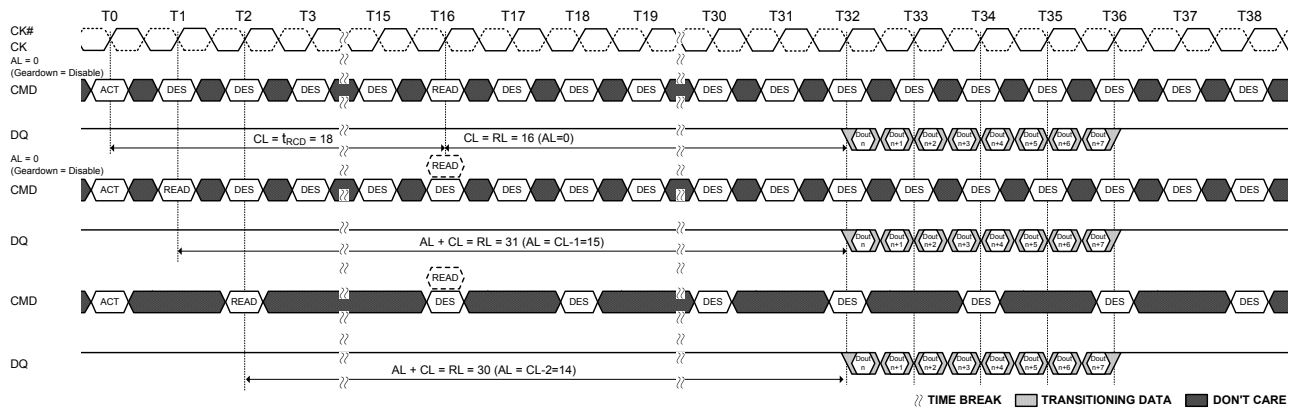 T0 T1 T2 T3 T15 T16 T17 T18 T19 T30 T31 T32 T33 T34 T35 T36 T37 T38
CK#
CK
AL = 0
(Geardown = Disable)
CMD ACT DES DES DES DES READ DES DES DES DES DES DES DES DES DES DES DES DES
DQ Dout n Dout n+1 Dout n+2 Dout n+3 Dout n+4 Dout n+5 Dout n+6 Dout n+7
CL = tRCD = 18 CL = RL = 16 (AL=0)
AL = 0
(Geardown = Disable)
READ
CMD ACT READ DES DES DES DES DES DES DES DES DES DES DES DES DES DES DES DES
DQ Dout n Dout n+1 Dout n+2 Dout n+3 Dout n+4 Dout n+5 Dout n+6 Dout n+7
AL + CL = RL = 31 (AL = CL-1=15)
READ
CMD ACT READ DES DES DES DES DES DES DES
DQ Dout n Dout n+1 Dout n+2 Dout n+3 Dout n+4 Dout n+5 Dout n+6 Dout n+7
AL + CL = RL = 30 (AL = CL-2=14)
TIME BREAK TRANSITIONING DATA DON'T CARE